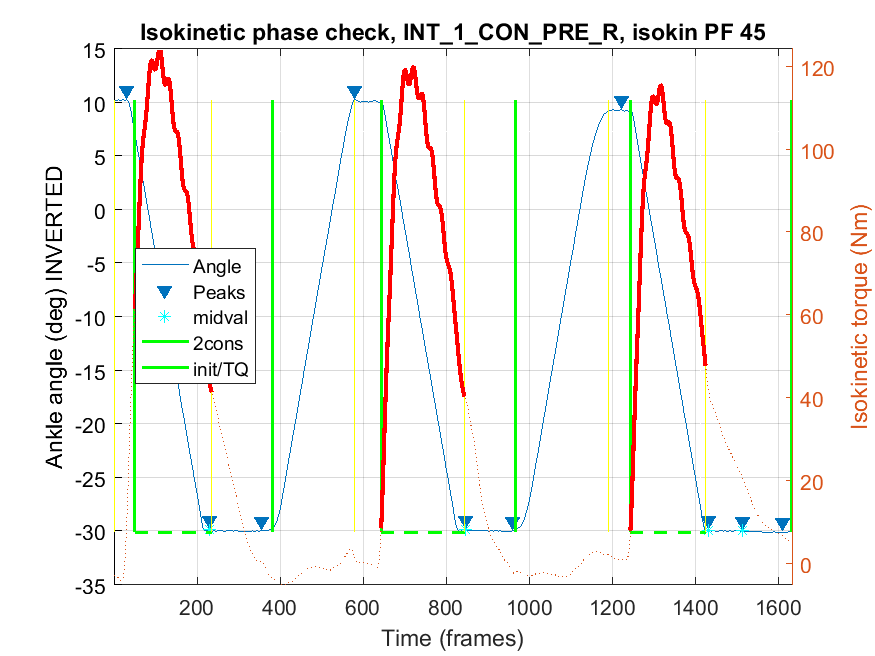 Isokinetic phase check, INT_1_CON_PRE_R, isokin PF 45
Ankle angle (deg) INVERTED
15
10
5
0
-5
-10
-15
-20
-25
-30
-35
Angle
Peaks
midval
2cons
init/TQ
120
100
80
60
40
20
0
Isokinetic torque (Nm)
200
400
600
800
1000
1200
1400
1600
Time (frames)